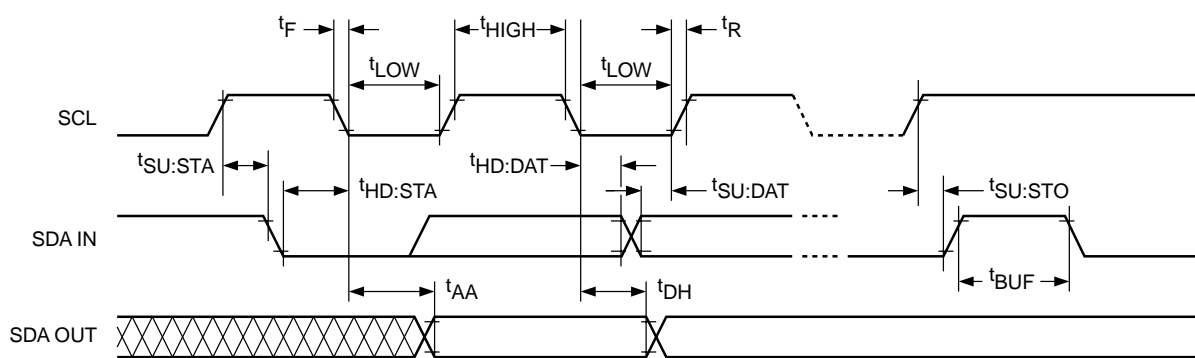 tF
tHIGH
tR
tLOW
tLOW
SCL
tSU:STA
tHD:STA
tHD:DAT
tSU:DAT
tSU:STO
SDA IN
tBUF
tAA
tDH
SDA OUT